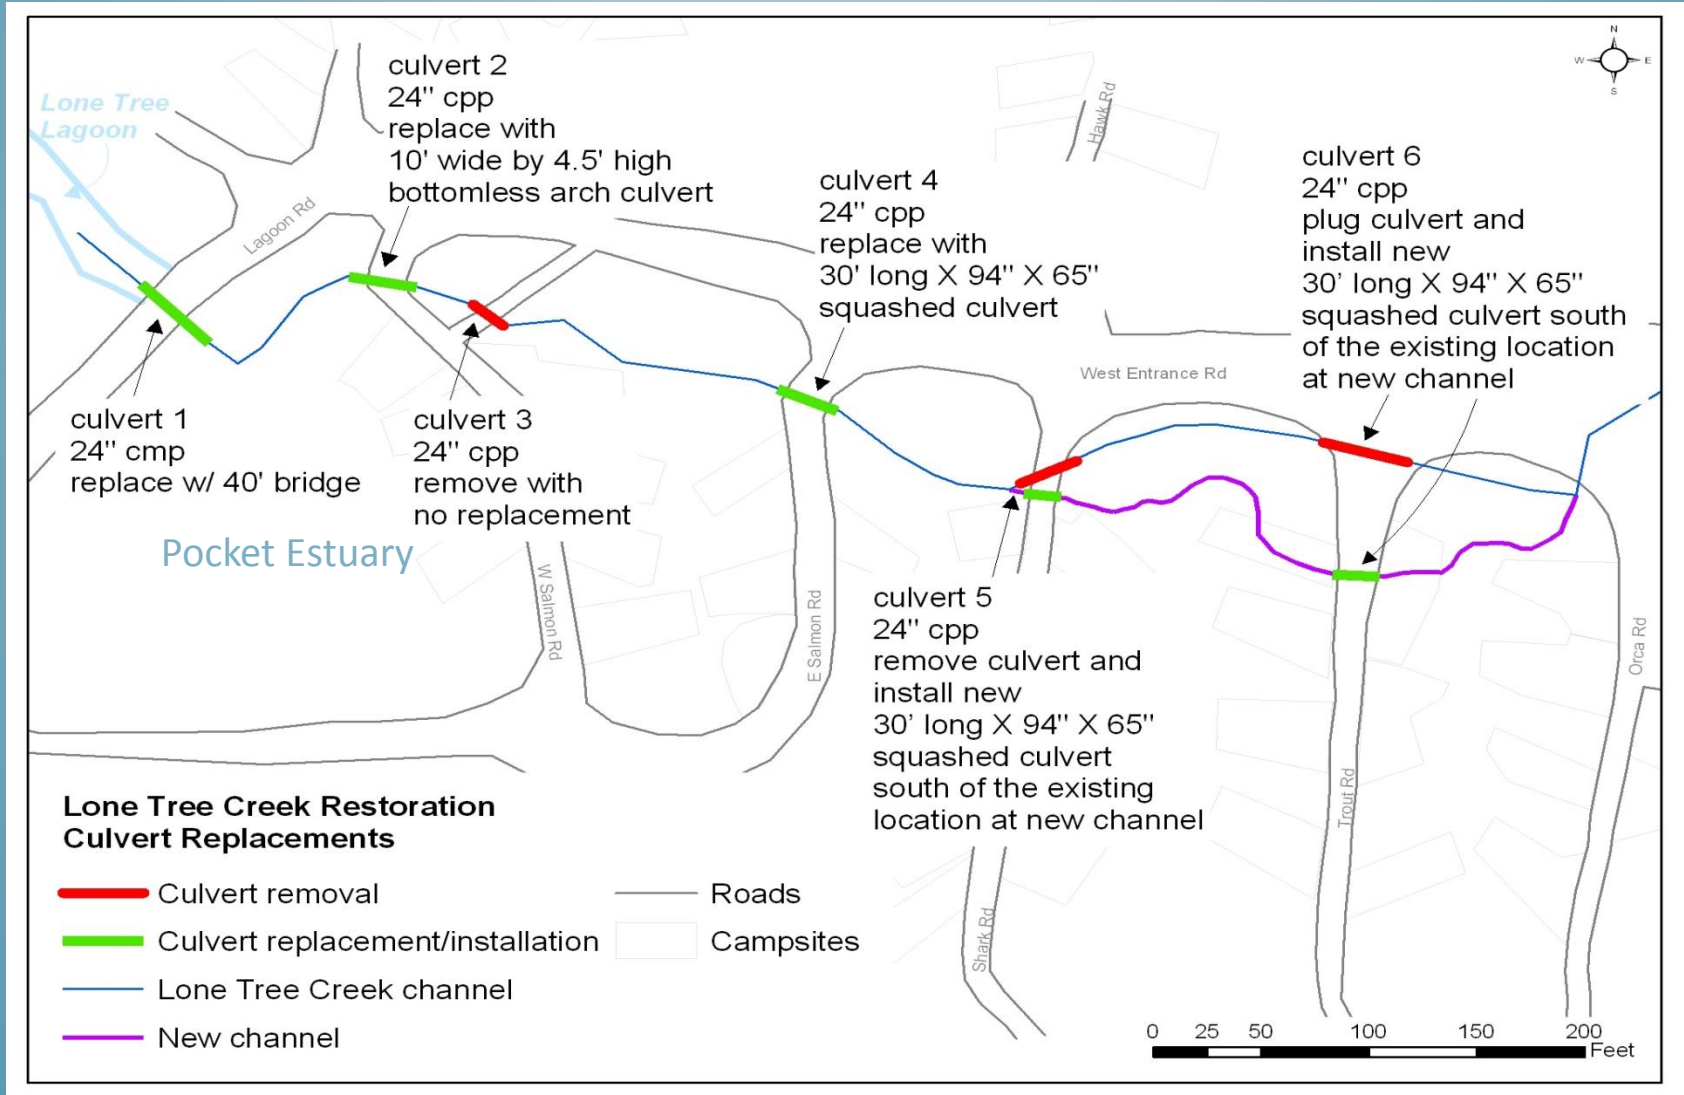 N
W
E
S
Lone Tree
Lagoon
culvert 2
24" cpp
replace with
10' wide by 4.5' high
bottomless arch culvert
Lagoon Rd
Hawk Rd
culvert 4
24" cpp
replace with
30' long X 94" X 65"
squashed culvert
culvert 6
24" cpp
plug culvert and
install new
30' long X 94" X 65"
squashed culvert south
of the existing location
at new channel
West Entrance Rd
culvert 1
24" cmp
replace w/ 40' bridge
culvert 3
24" cpp
remove with
no replacement
Pocket Estuary
W Salmon Rd
E Salmon Rd
culvert 5
24" cpp
remove culvert and
install new
30' long X 94" X 65"
squashed culvert
south of the existing
location at new channel
Orca Rd
Trout Rd
Shark Rd
Lone Tree Creek Restoration
Culvert Replacements
Culvert removal
Culvert replacement/installation
Lone Tree Creek channel
New channel
Roads
Campsites
0 25 50 100 150 200
Feet